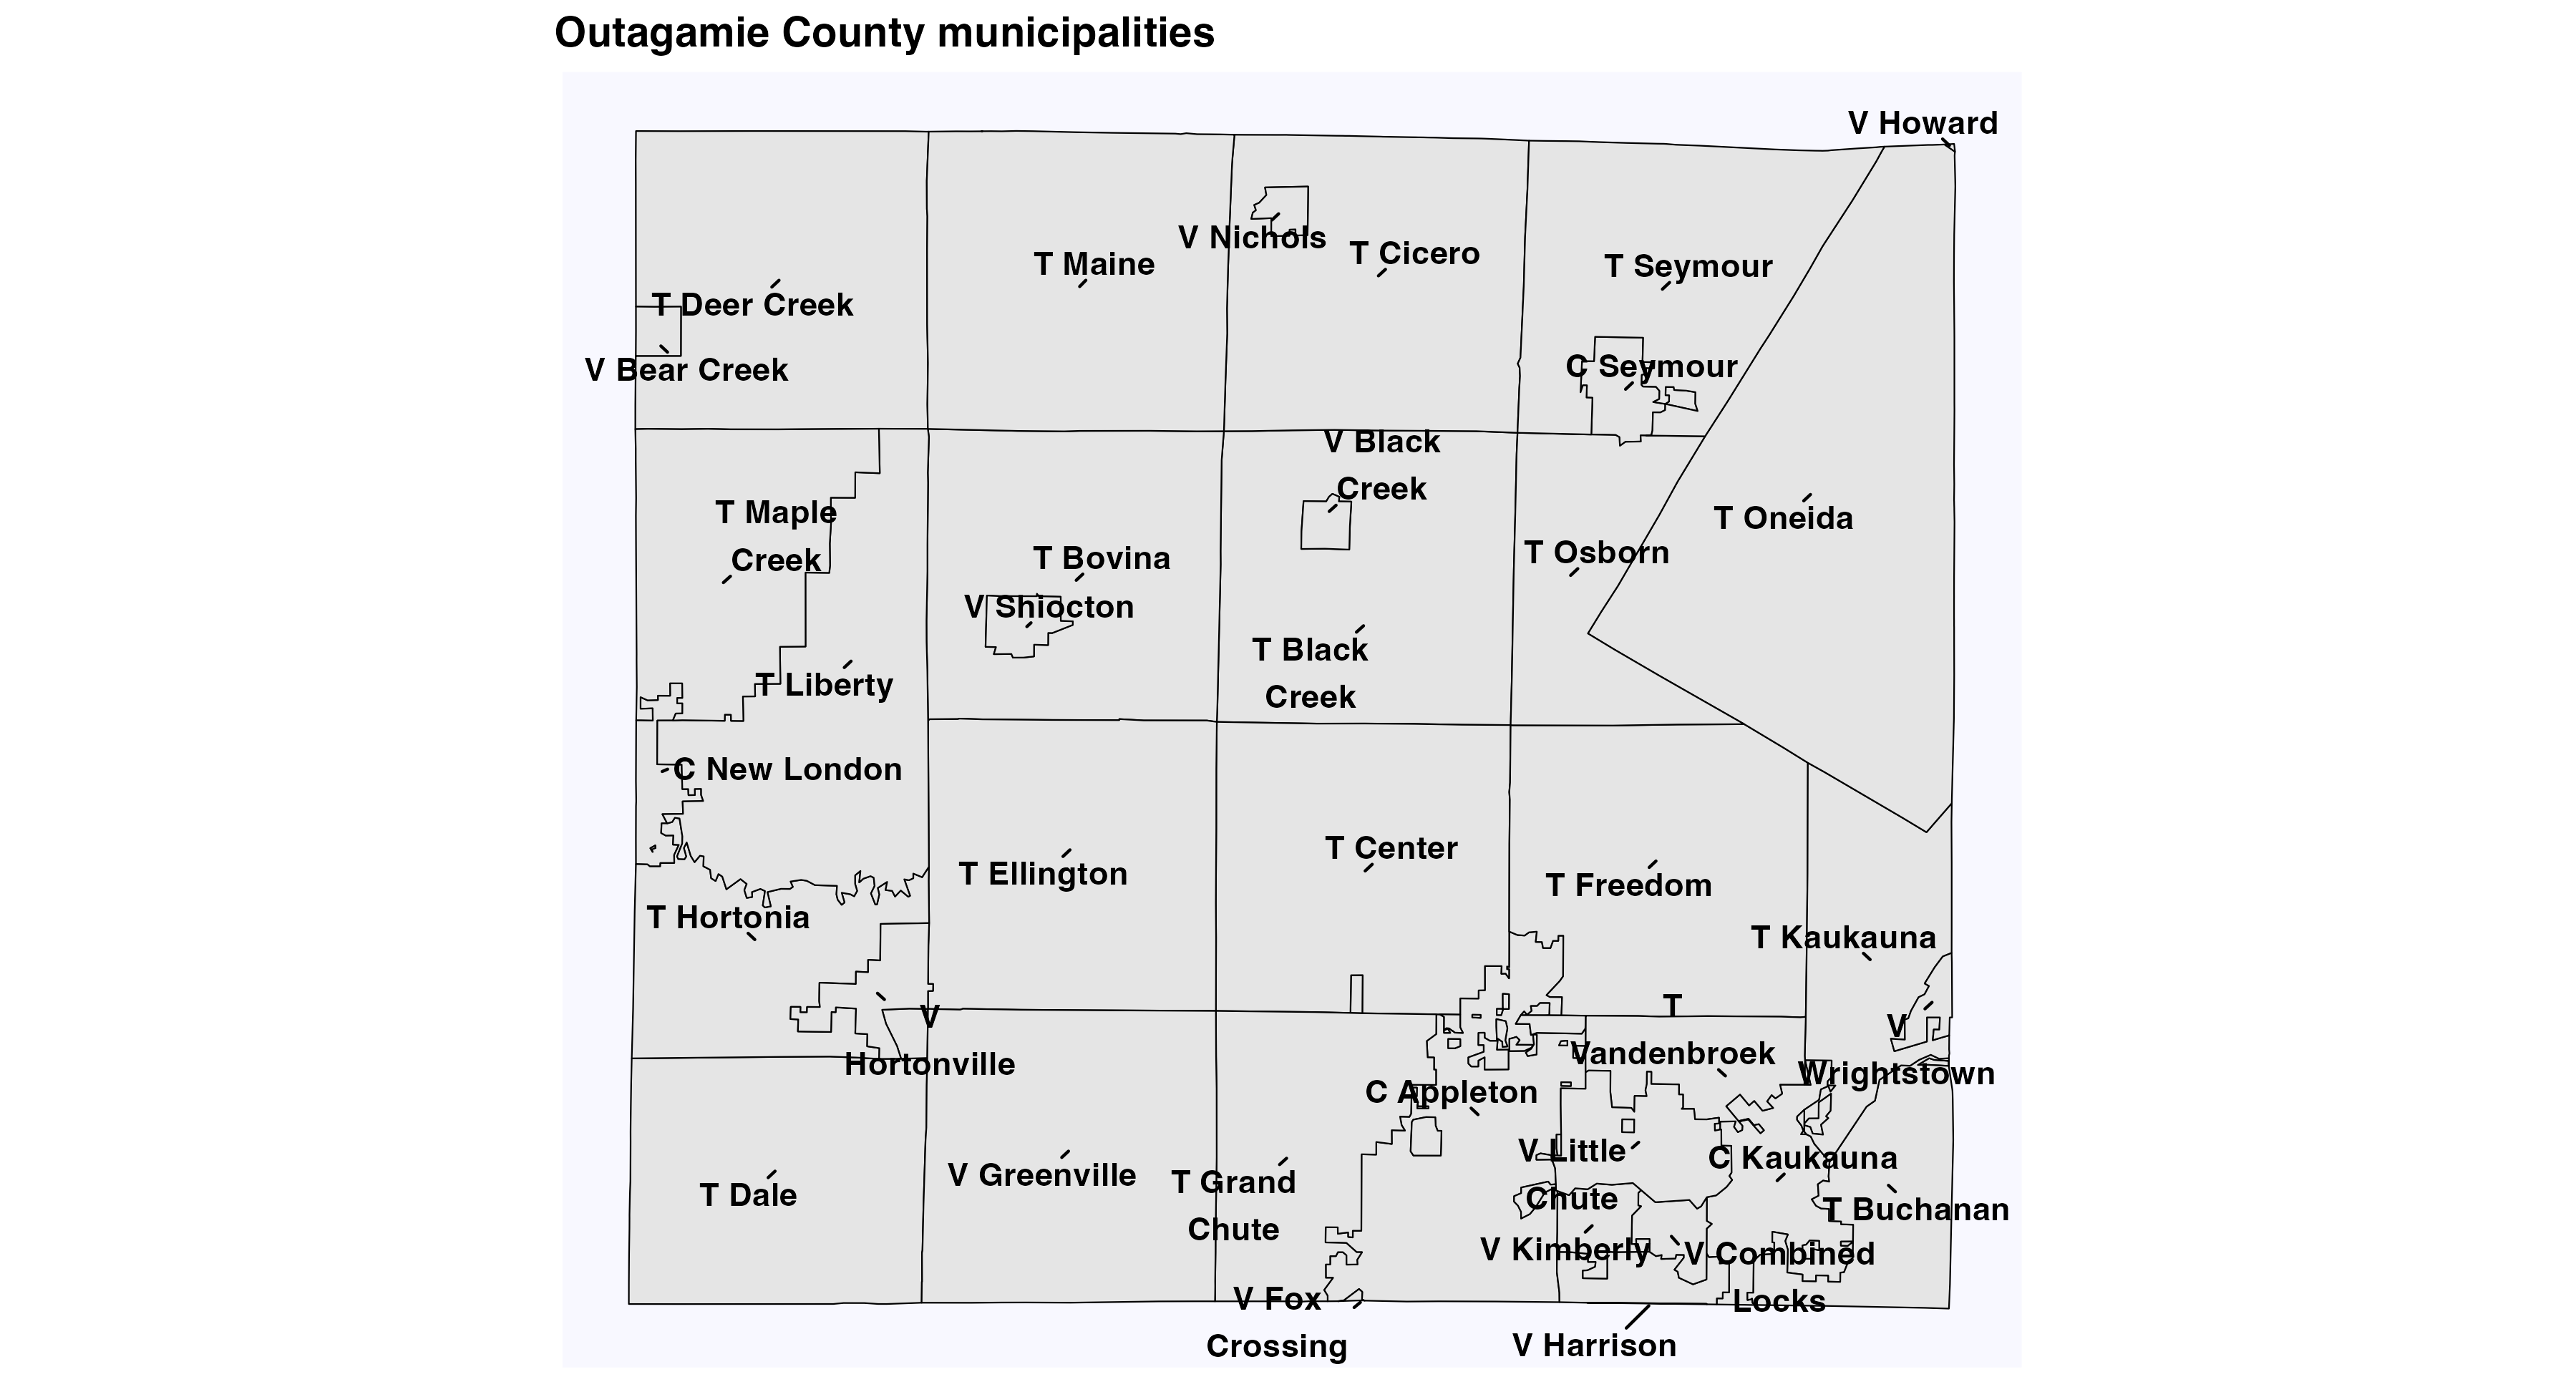 Outagamie County municipalities
V Howard
V Nichols
T Cicero
T Maine
T Seymour
T Deer Creek
V Bear Creek
C Seymour
V Black
Creek
T Maple
Creek
T Oneida
T Bovina
T Osborn
V Shiocton
T Black
Creek
T Liberty
C New London
T Center
T Ellington
T Freedom
T Hortonia
T Kaukauna
V
Hortonville
T
Vandenbroek
V
Wrightstown
C Appleton
V Little
Chute
C Kaukauna
V Greenville
T Grand
Chute
T Dale
T Buchanan
V Kimberly
V Combined
Locks
V Fox
Crossing
V Harrison